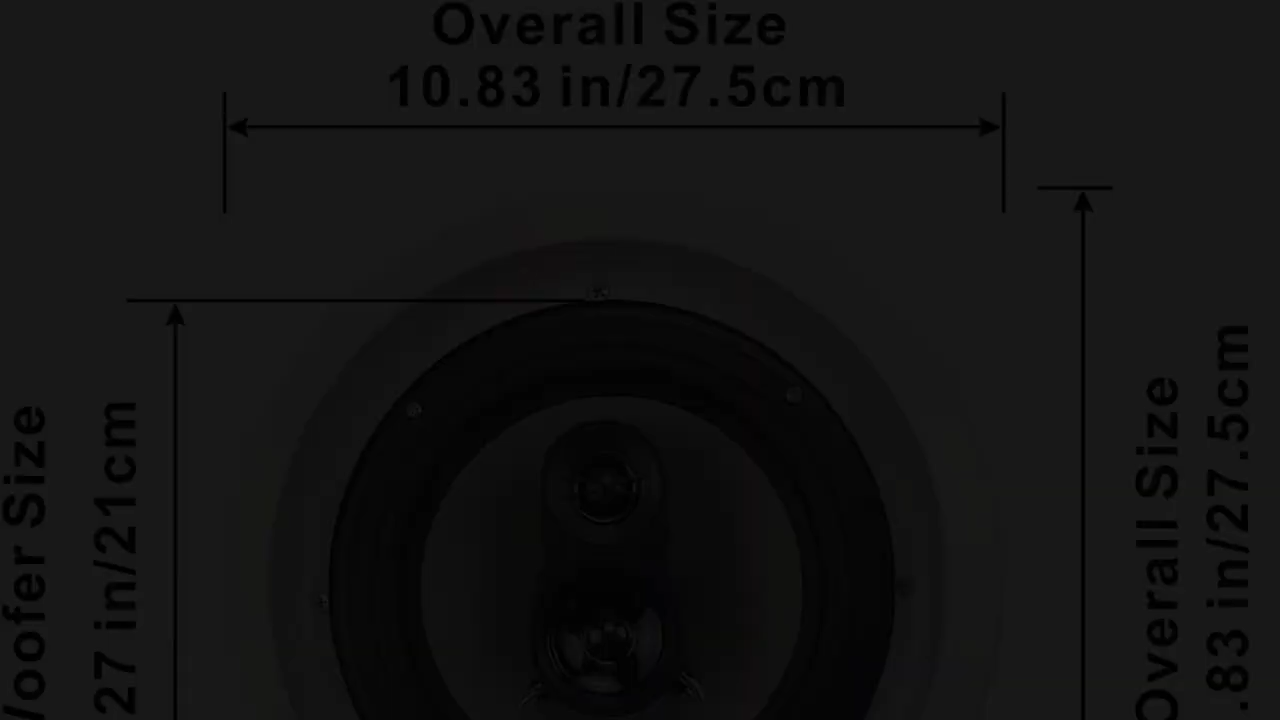 Overall Size
10.83 in/27.5cm
oofer Size
27 in/21cm
Overall Size
.83 in/27.5cm